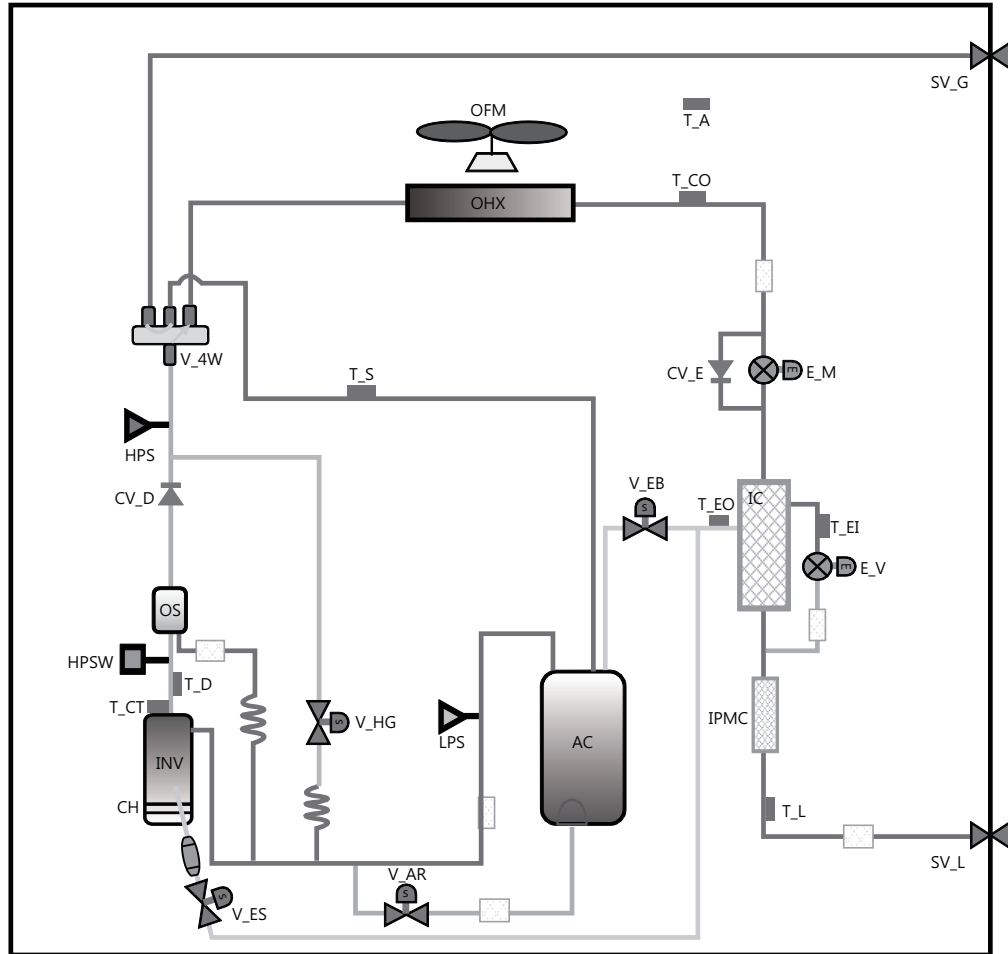 SV_G
OFM
T_A
T_CO
OHX
V_4W
T_S
CV_E
E
E_M
HPS
V_EB
S
CV_D
T_EO
IC
T_EI
E
E_V
OS
HPSW
T_D
T_CT
S
V_HG
LPS
AC
IPMC
INV
CH
T_L
SV_L
V_AR
S
S
V_ES